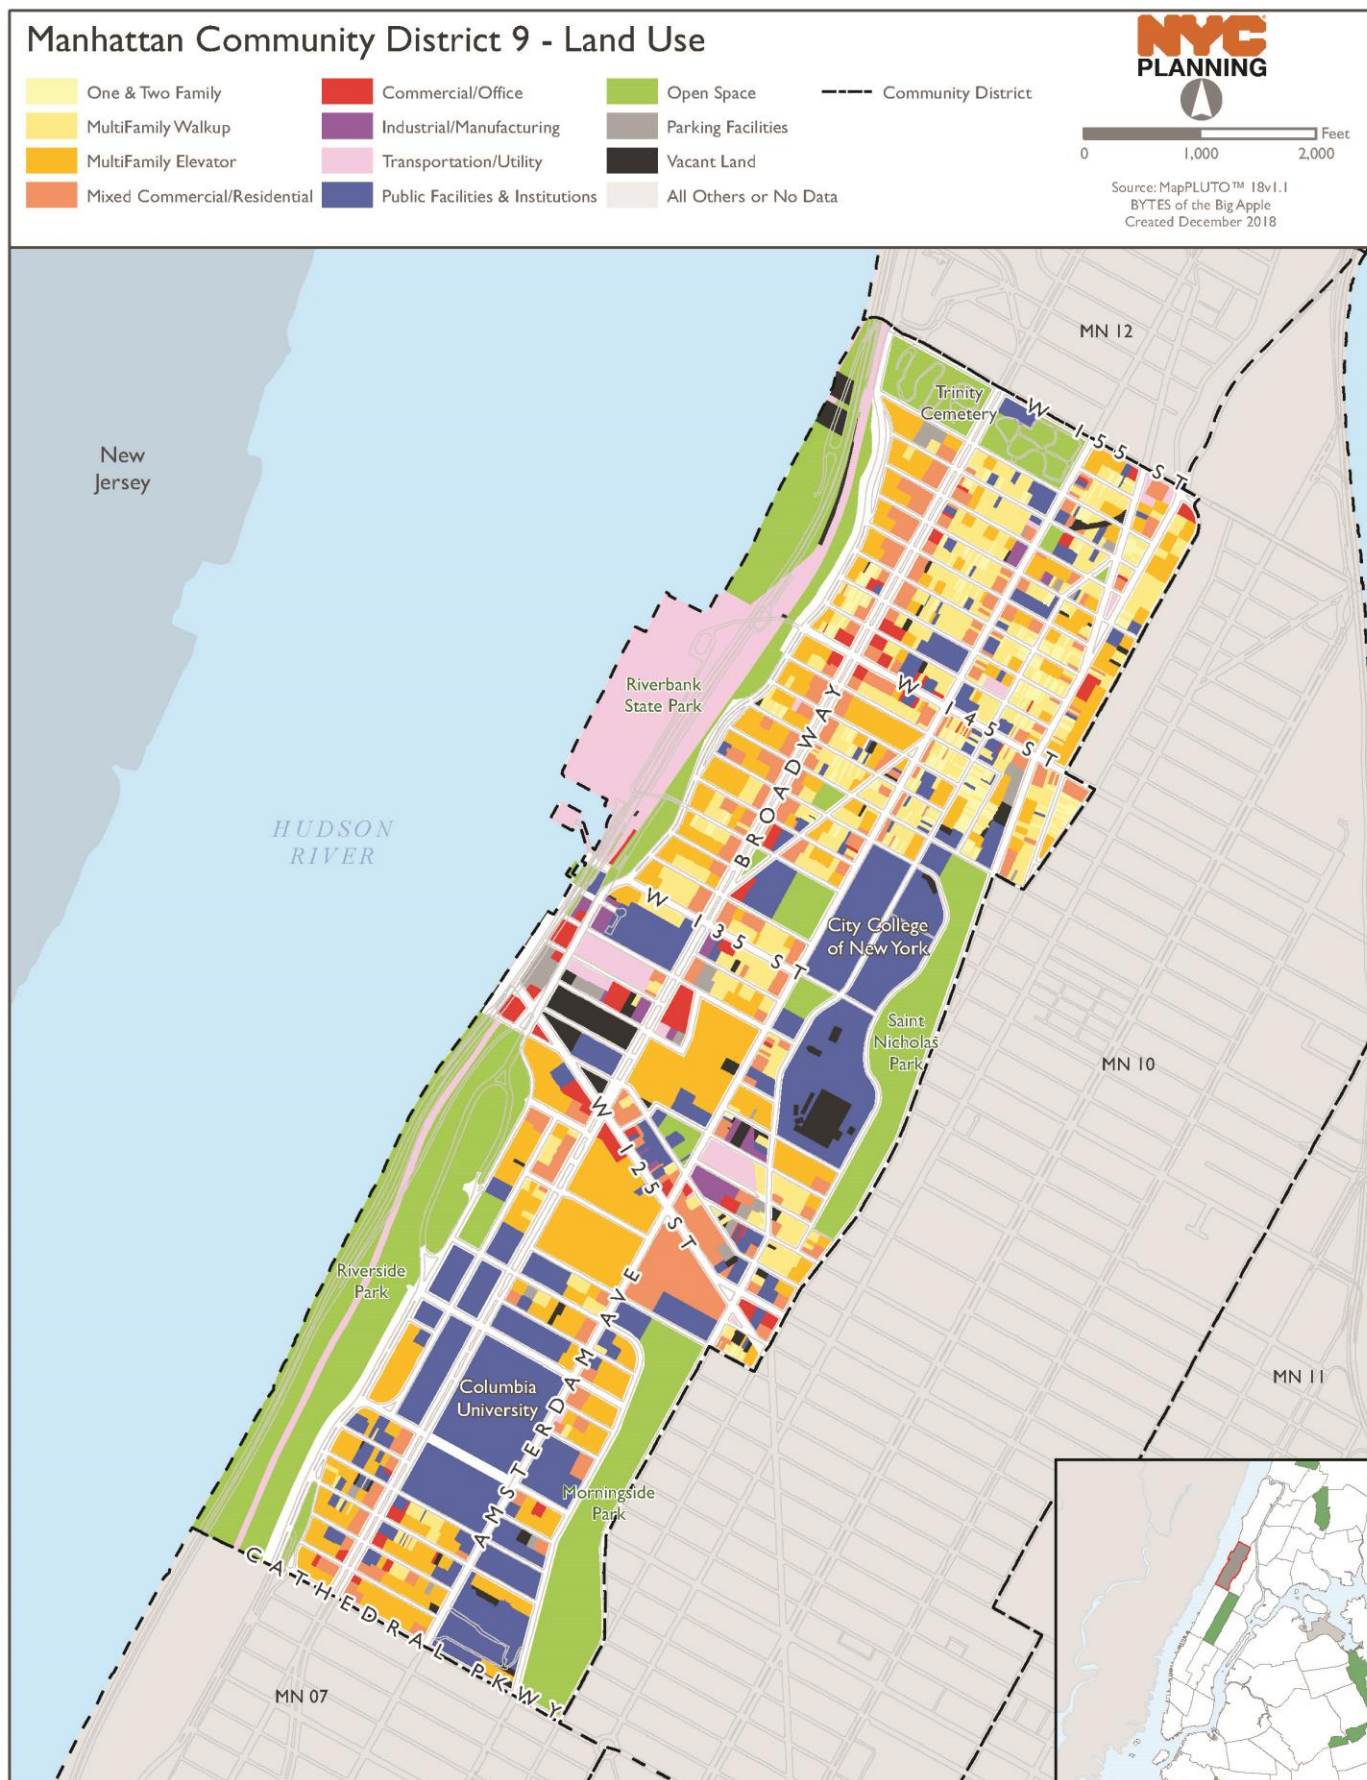 Manhattan Community District 9 - Land Use
One & Two Family
MultiFamily Walkup
MultiFamily Elevator
Mixed Commercial/Residential
Commercial/Office
Industrial/Manufacturing
Transportation/Utility
Public Facilities & Institutions
Open Space
Parking Facilities
Vacant Land
All Others or No Data
Community District
NYC
PLANNING
Feet
0 1,000 2,000
Source: MapPLUTO™ 18v1.1
BYTES of the Big Apple
Created December 2018
MN 12
Trinity
Cemetery
W 155 ST
New
Jersey
Riverbank
State Park
W 145 ST
BROADWAY
HUDSON
RIVER
W 135 ST
City College
of New York
Saint
Nicholas
Park
MN 10
W 125 ST
Riverside
Park
AMSTERDAM AVE
Columbia
University
MN 11
Morningside
Park
CATHEDRAL PKWY
MN 07